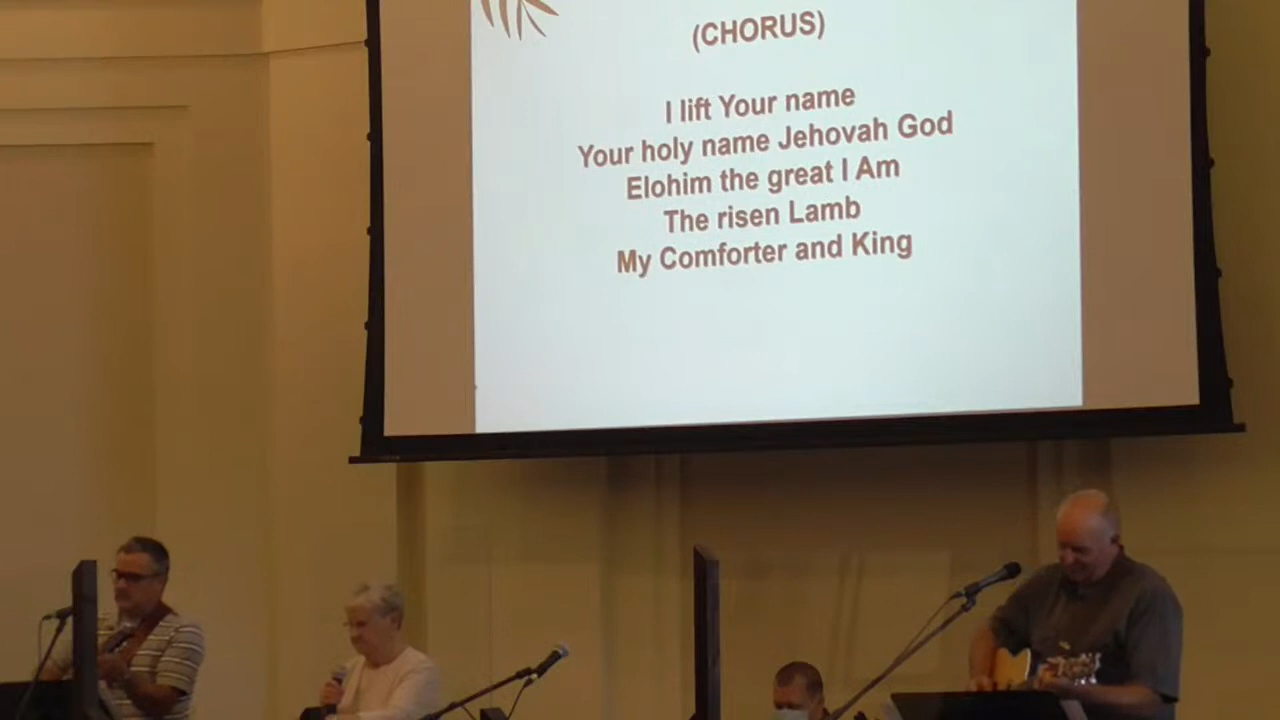 (CHORUS)
I lift Your name
Your holy name Jehovah God
Elohim the great I Am
The risen Lamb
My Comforter and King